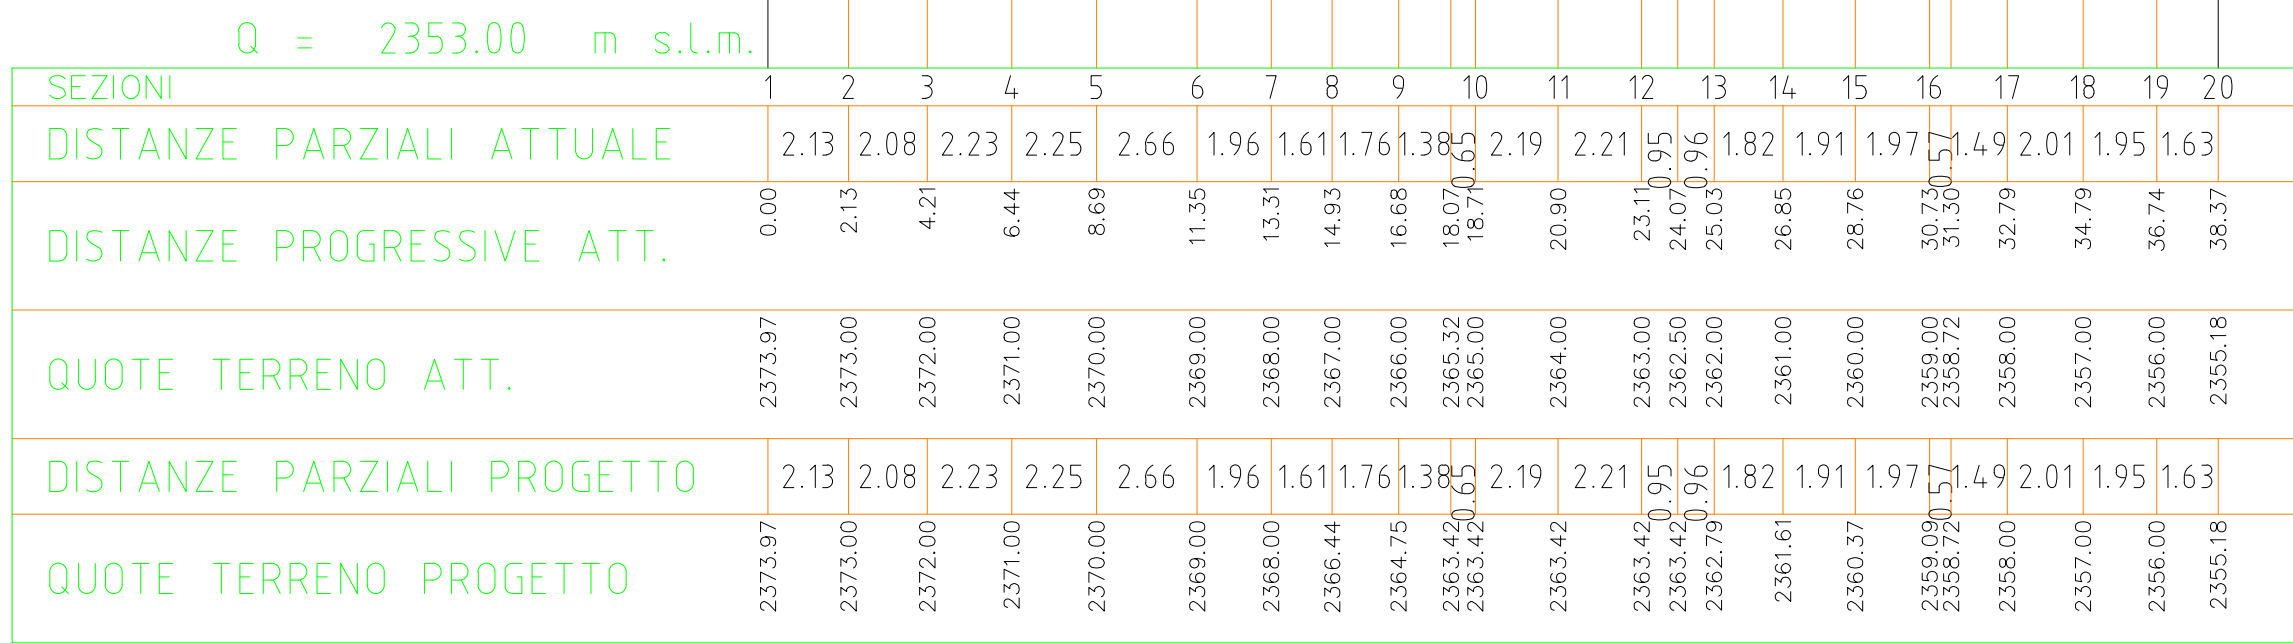 Q = 2353.00 m s.l.m.
SEZIONI 1 2 3 4 5 6 7 8 9 10 11 12 13 14 15 16 17 18 19 20
DISTANZE PARZIALI ATTUALE 2.13 2.08 2.23 2.25 2.66 1.96 1.61 1.76 1.38 0.65 2.19 2.21 0.95 0.96 1.82 1.91 1.97 0.57 1.49 2.01 1.95 1.63
DISTANZE PROGRESSIVE ATT. 0.00 2.13 4.21 6.44 8.69 11.35 13.31 14.93 16.68 18.07 18.71 20.90 23.11 24.07 25.03 26.85 28.76 30.73 31.30 32.79 34.79 36.74 38.37
QUOTE TERRENO ATT. 2373.97 2373.00 2372.00 2371.00 2370.00 2369.00 2368.00 2367.00 2366.00 2365.32 2365.00 2364.00 2363.00 2362.50 2362.00 2361.00 2360.00 2359.00 2358.72 2358.00 2357.00 2356.00 2355.18
DISTANZE PARZIALI PROGETTO 2.13 2.08 2.23 2.25 2.66 1.96 1.61 1.76 1.38 0.65 2.19 2.21 0.95 0.96 1.82 1.91 1.97 0.57 1.49 2.01 1.95 1.63
QUOTE TERRENO PROGETTO 2373.97 2373.00 2372.00 2371.00 2370.00 2369.00 2368.00 2366.44 2364.75 2363.42 2363.42 2363.42 2363.42 2363.42 2362.79 2361.61 2360.37 2359.09 2358.72 2358.00 2357.00 2356.00 2355.18